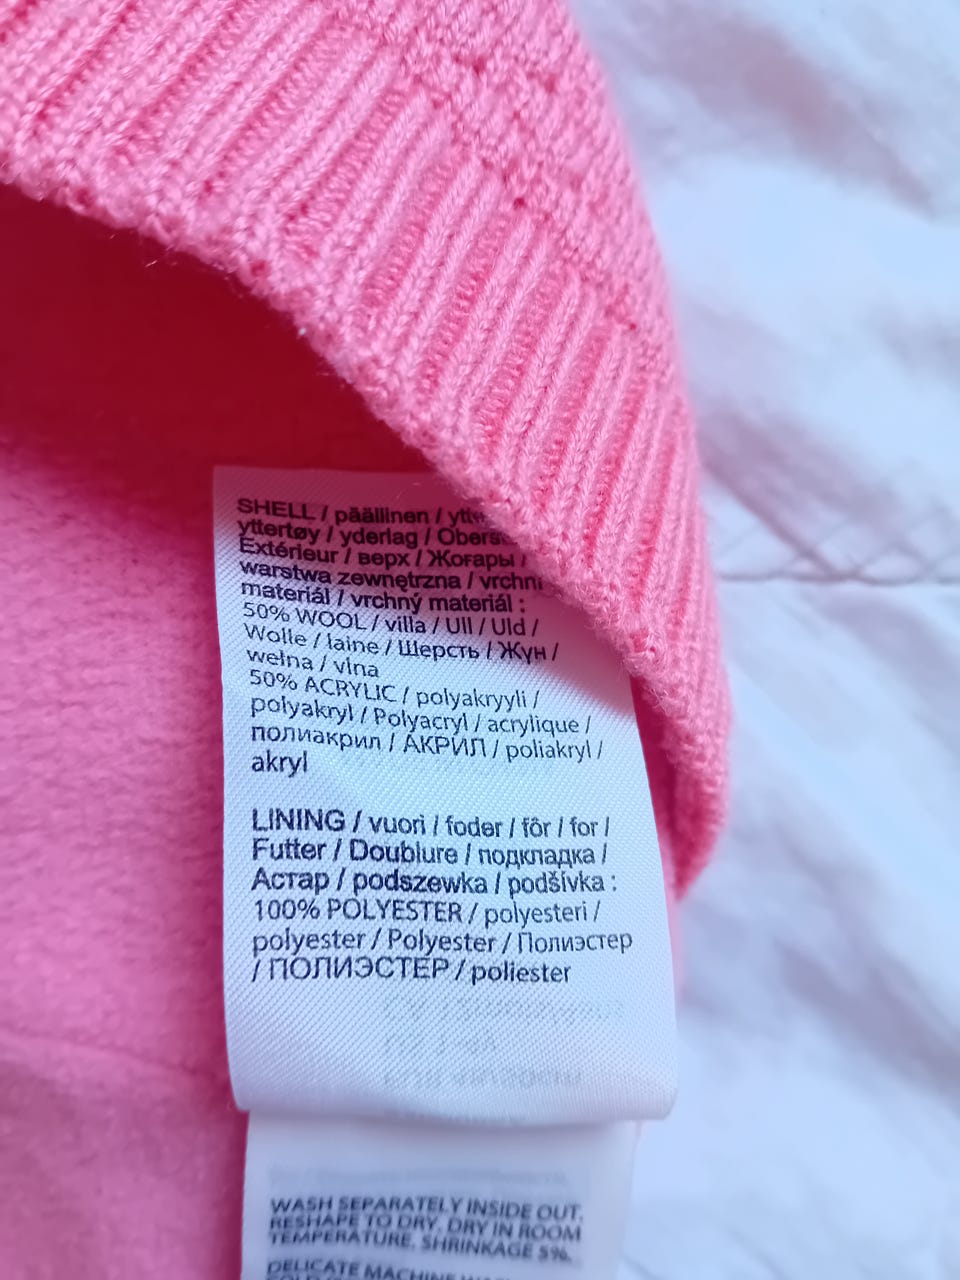 SHELL / päällinen /
yttertøy / yderlag /
Extérieur / верх / Жоғары /
warstwa zewnętrzna / vrchní
materiál / vrchný materiál :
50% WOOL / villa / Ull / Uld /
Wolle / laine / Шерсть / Жүн /
wełna / vlna
50% ACRYLIC / polyakryyli /
polyakryl / Polyacryl / acrylique /
полиакрил / АКРИЛ / poliakryl /
akryl
LINING / vuori / foder / fôr / for /
Futter / Doublure / подкладка /
Астар / podszewka / podšívka :
100% POLYESTER / polyesteri /
polyester / Polyester / Полиэстер
/ ПОЛИЭСТЕР / poliester
WASH SEPARATELY INSIDE OUT.
RESHAPE TO DRY. DRY IN ROOM
TEMPERATURE. SHRINKAGE 5%.
DELICATE MACHINE